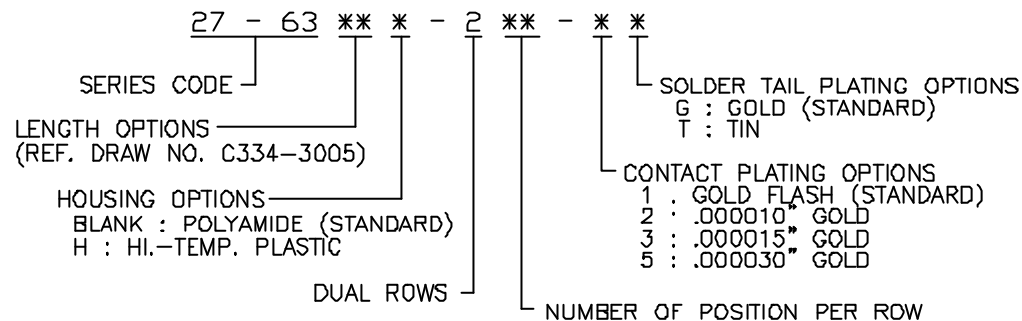 27 - 63 ** * - 2 ** - * *
SERIES CODE
SOLDER TAIL PLATING OPTIONS
G : GOLD (STANDARD)
T : TIN
LENGTH OPTIONS
(REF. DRAW NO. C334-3005)
CONTACT PLATING OPTIONS
1 . GOLD FLASH (STANDARD)
2 : .000010" GOLD
3 : .000015" GOLD
5 : .000030" GOLD
HOUSING OPTIONS
BLANK : POLYAMIDE (STANDARD)
H : HI.-TEMP. PLASTIC
DUAL ROWS
NUMBER OF POSITION PER ROW